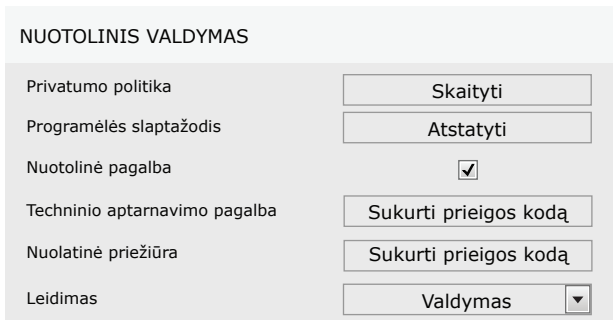 NUOTOLINIS VALDYMAS
Privatumo politika Skaityti
Programėlės slaptažodis Atstatyti
Nuotolinė pagalba
Techninio aptarnavimo pagalba Sukurti prieigos kodą
Nuolatinė priežiūra Sukurti prieigos kodą
Leidimas Valdymas